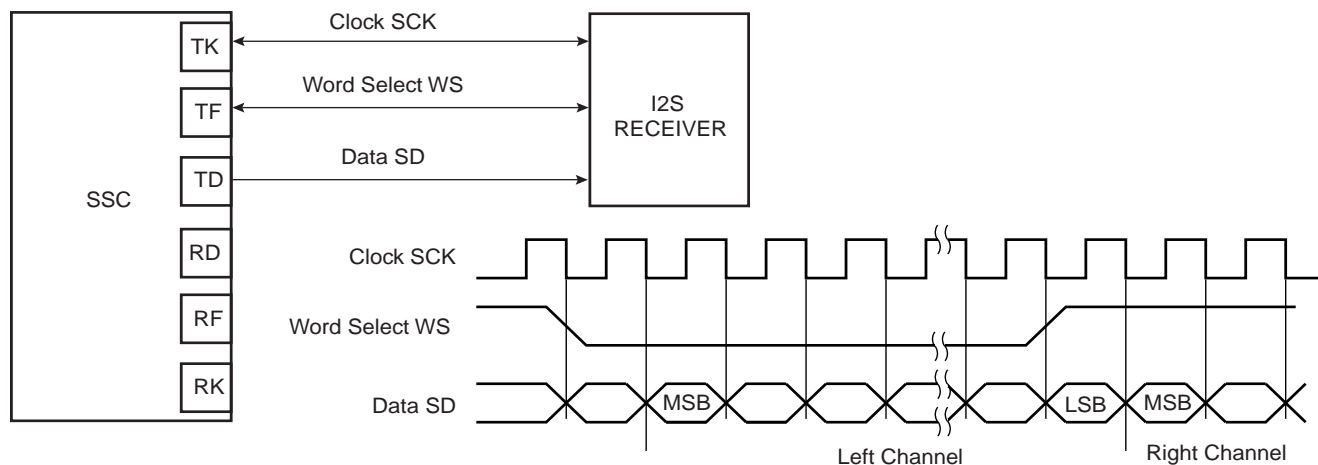 Clock SCK
TK
Word Select WS
TF
I2S
RECEIVER
Data SD
TD
SSC
RD
Clock SCK
RF
Word Select WS
RK
Data SD
MSB
LSB
MSB
Left Channel
Right Channel